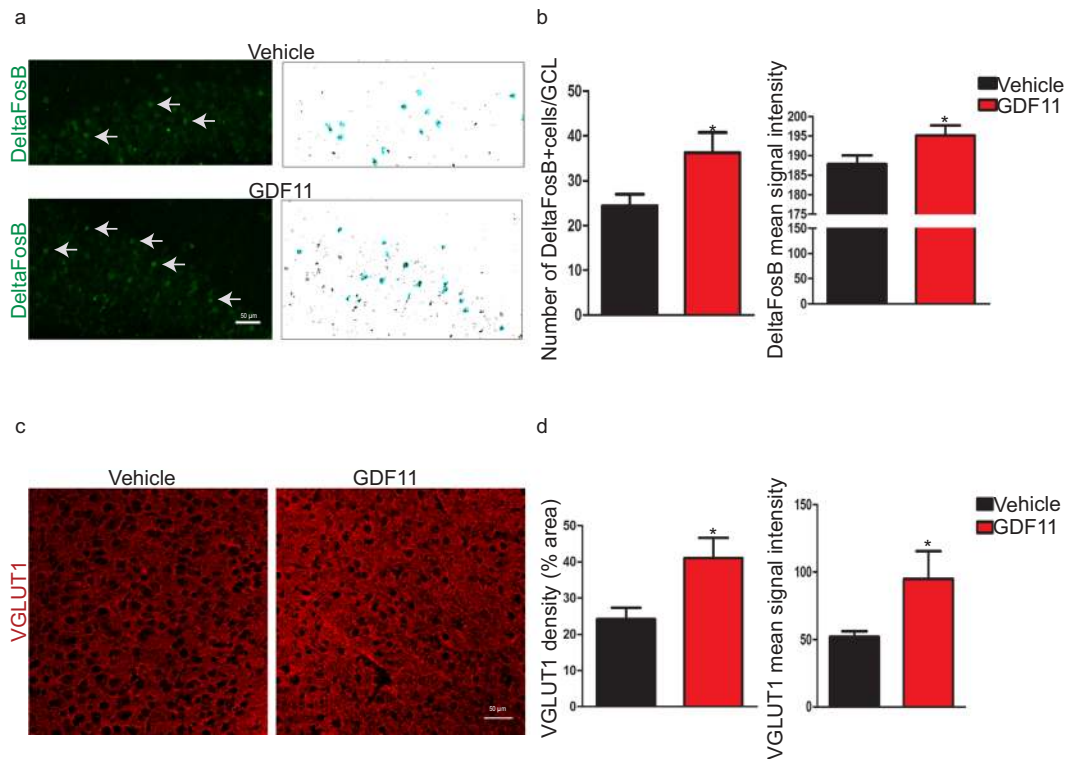 a
Vehicle
DeltaFosB
GDF11
DeltaFosB
50 µm
b
Number of DeltaFosB+cells/GCL
50
40
30
20
10
0
*
DeltaFosB mean signal intensity
200
195
190
185
180
175
150
100
50
0
*
Vehicle
GDF11
c
Vehicle
GDF11
VGLUT1
50 µm
d
VGLUT1 density (% area)
50
40
30
20
10
0
*
VGLUT1 mean signal intensity
150
100
50
0
*
Vehicle
GDF11